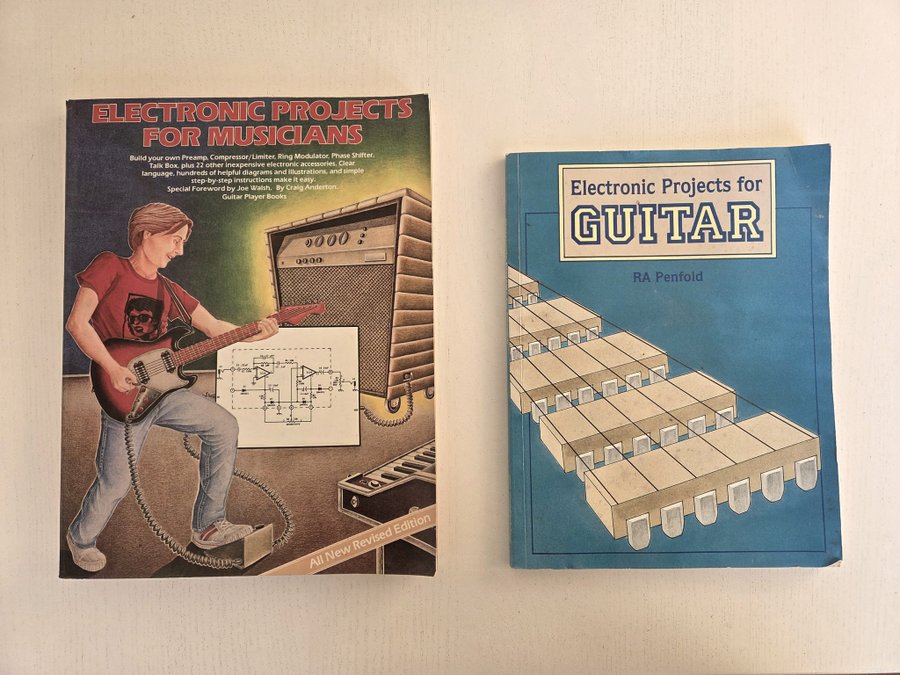 ELECTRONIC PROJECTS
FOR MUSICIANS
Build your own Preamp, Compressor/Limiter, Ring Modulator, Phase Shifter,
Talk Box, plus 22 other inexpensive electronic accessories. Clear
language, hundreds of helpful diagrams and illustrations, and simple
step-by-step instructions make it easy.
Special Foreword by Joe Walsh. By Craig Anderton.
Guitar Player Books
All New Revised Edition
Electronic Projects for
GUITAR
RA Penfold